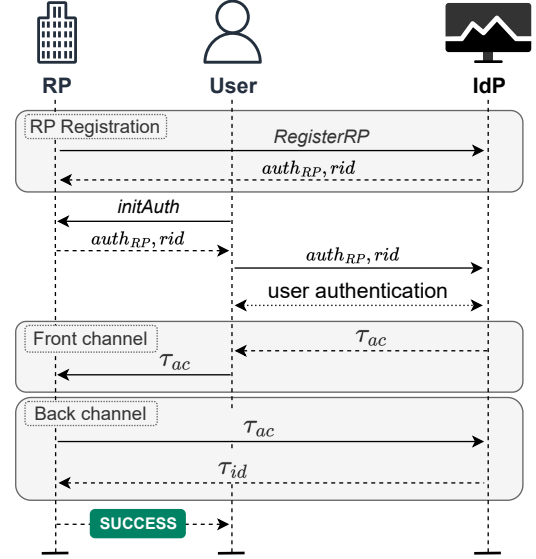 RP User IdP
RP Registration
RegisterRP
auth_RP, rid
initAuth
auth_RP, rid
auth_RP, rid
user authentication
Front channel
τ_ac
τ_ac
Back channel
τ_ac
τ_id
SUCCESS